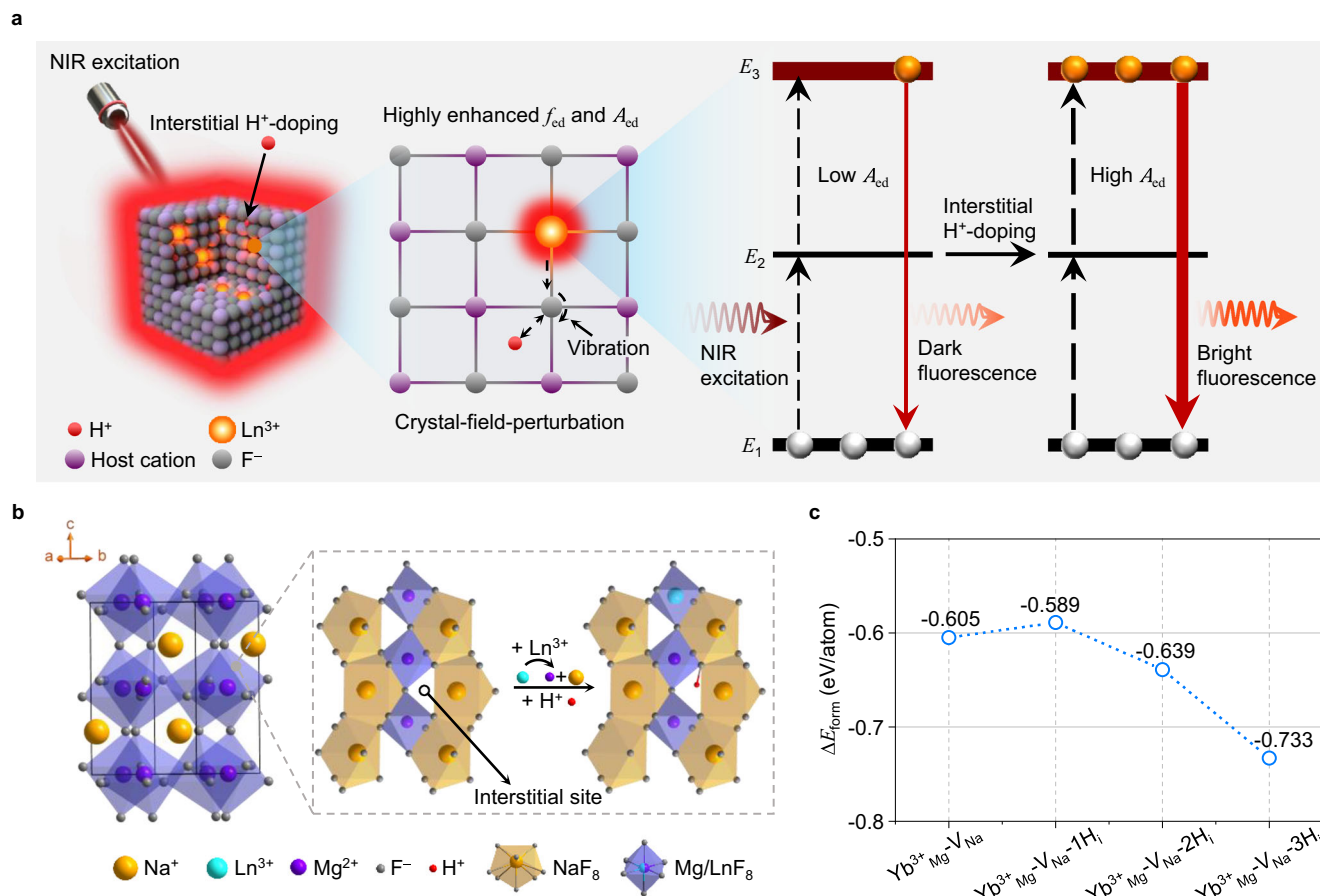 a
NIR excitation
Interstitial H⁺-doping
Highly enhanced fed and Aed
Vibration
Crystal-field-perturbation
H⁺
Ln³⁺
Host cation
F⁻
E₃
Low Aed
High Aed
Interstitial
H⁺-doping
E₂
NIR
excitation
Dark
fluorescence
Bright
fluorescence
E₁
b
c
a
b
+ Ln³⁺
+
+ H⁺
Interstitial site
Na⁺
Ln³⁺
Mg²⁺
F⁻
H⁺
NaF₈
Mg/LnF₈
c
ΔEform (eV/atom)
-0.5
-0.6
-0.7
-0.8
-0.605
-0.589
-0.639
-0.733
Yb³⁺Mg-VNa
Yb³⁺Mg-VNa-1Hi
Yb³⁺Mg-VNa-2Hi
Yb³⁺Mg-VNa-3Hi